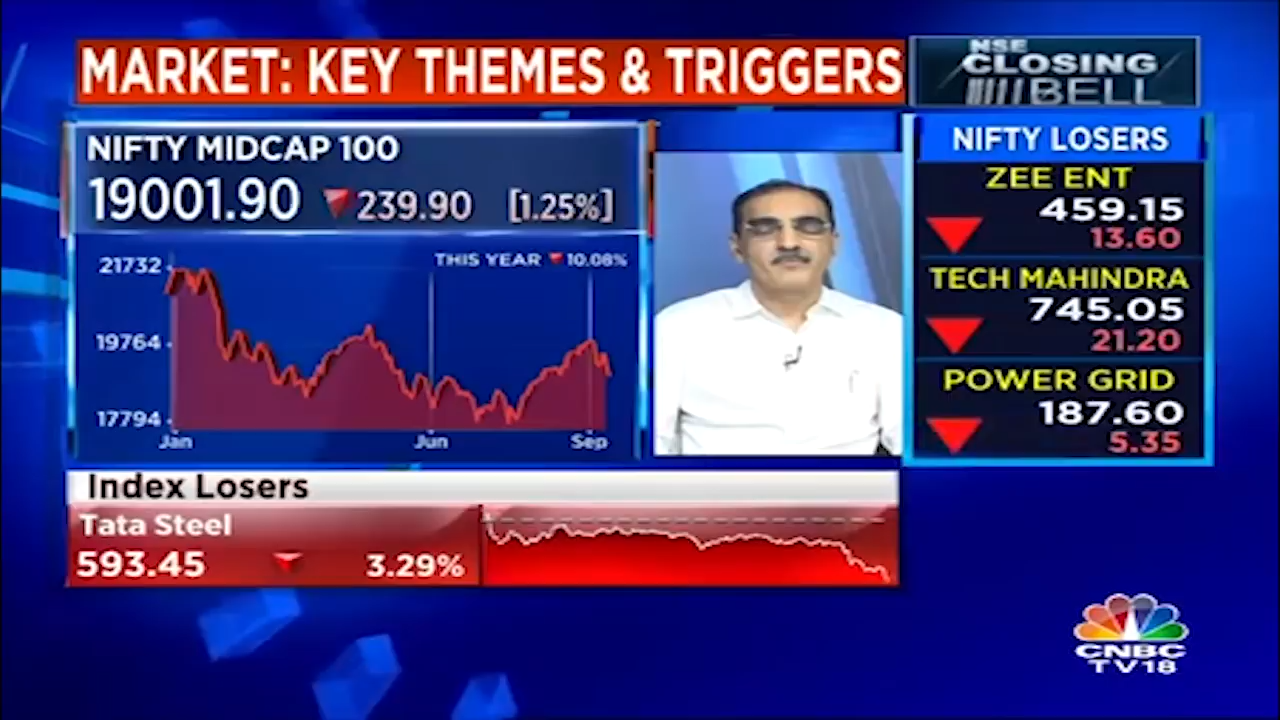 MARKET: KEY THEMES & TRIGGERS
NSE
CLOSING
BELL
NIFTY MIDCAP 100
19001.90 239.90 [1.25%]
THIS YEAR 10.08%
21732
19764
17794
Jan Jun Sep
NIFTY LOSERS
ZEE ENT
459.15
13.60
TECH MAHINDRA
745.05
21.20
POWER GRID
187.60
5.35
Index Losers
Tata Steel
593.45 3.29%
CNBC
TV18